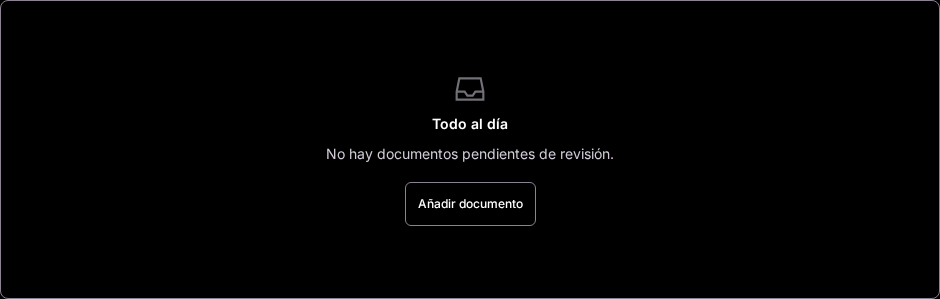 Todo al día
No hay documentos pendientes de revisión.
Añadir documento